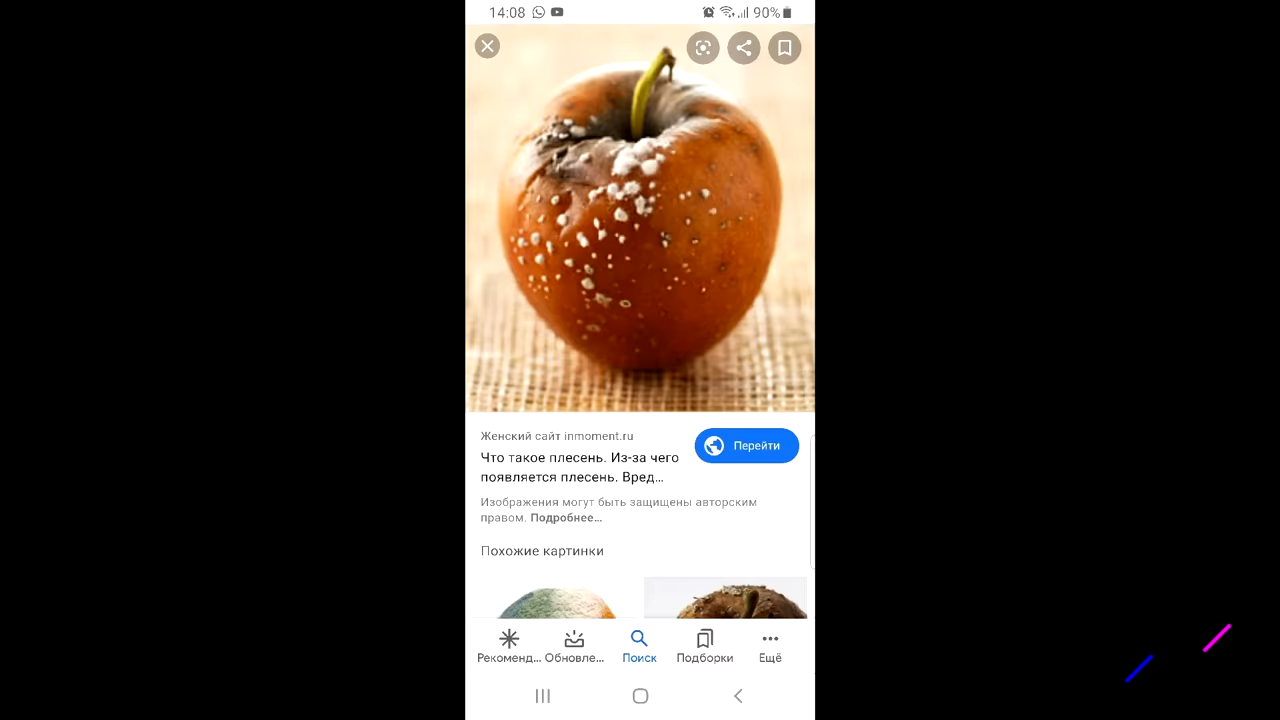 14:08 90%
Женский сайт inmoment.ru
Что такое плесень. Из-за чего
появляется плесень. Вред...
Перейти
Изображения могут быть защищены авторским
правом. Подробнее...
Похожие картинки
Рекоменд... Обновле... Поиск Подборки Ещё